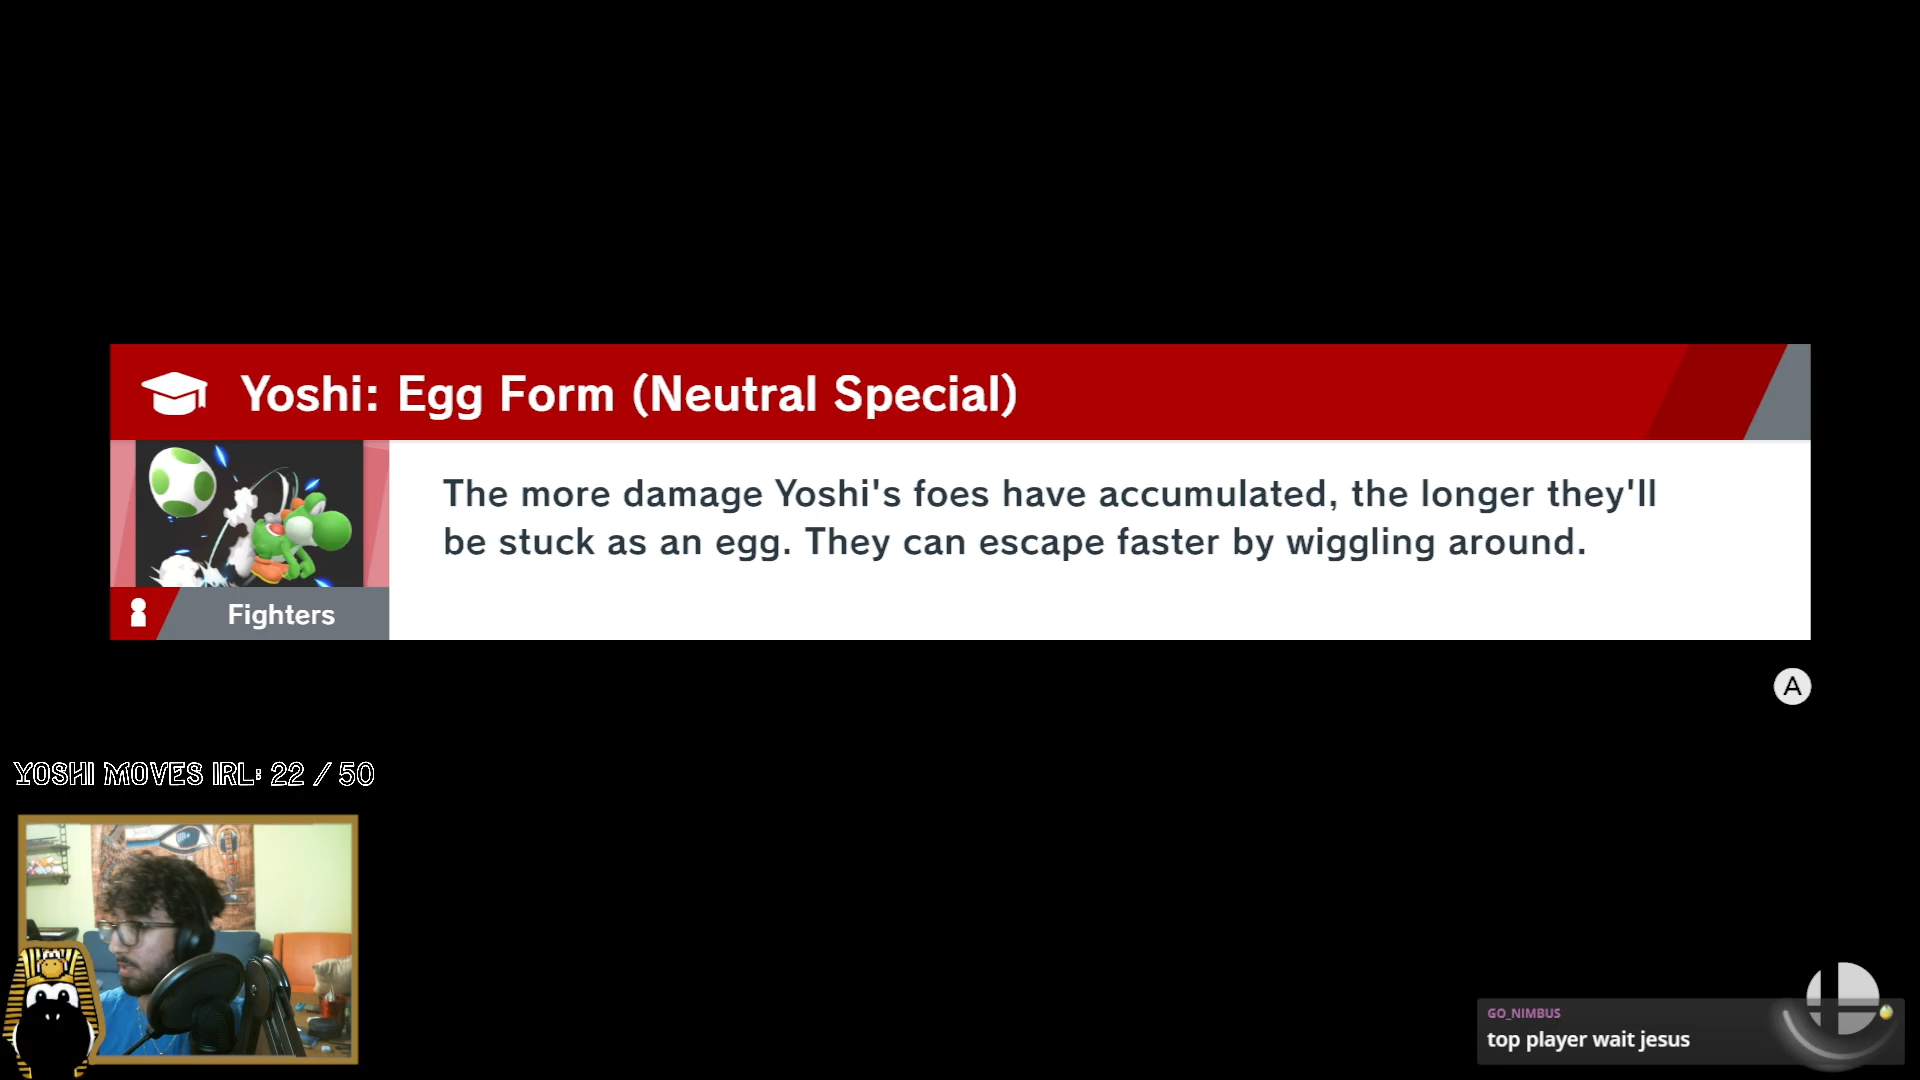 Yoshi: Egg Form (Neutral Special)
The more damage Yoshi's foes have accumulated, the longer they'll
be stuck as an egg. They can escape faster by wiggling around.
Fighters
A
YOSHI MOVES IRL: 22 / 50
GO_NIMBUS
top player wait jesus